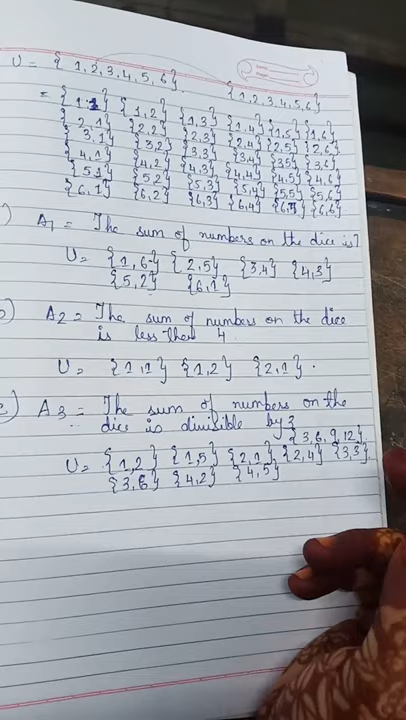 U = { 1,2,3,4,5,6}. {1,2,3,4,5,6}
= {1,1} {1,2} {1,3} {1,4} {1,5} {1,6}
{2,1} {2,2} {2,3} {2,4} {2,5} {2,6}
{3,1} {3,2} {3,3} {3,4} {3,5} {3,6}
{4,1} {4,2} {4,3} {4,4} {4,5} {4,6}
{5,1} {5,2} {5,3} {5,4} {5,5} {5,6}
{6,1} {6,2} {6,3} {6,4} {6,5} {6,6}
) A1 = The sum of numbers on the dice is 7
U = {1,6} {2,5} {3,4} {4,3}
{5,2} {6,1}
b) A2 = The sum of numbers on the dice
is less then 4
U = {1,1} {1,2} {2,1}.
c) A3 = The sum of numbers on the
dice is divisible by 3
{3,6,9,12}
U = {1,2} {1,5} {2,1} {2,4} {3,3}
{3,6} {4,2} {4,5}